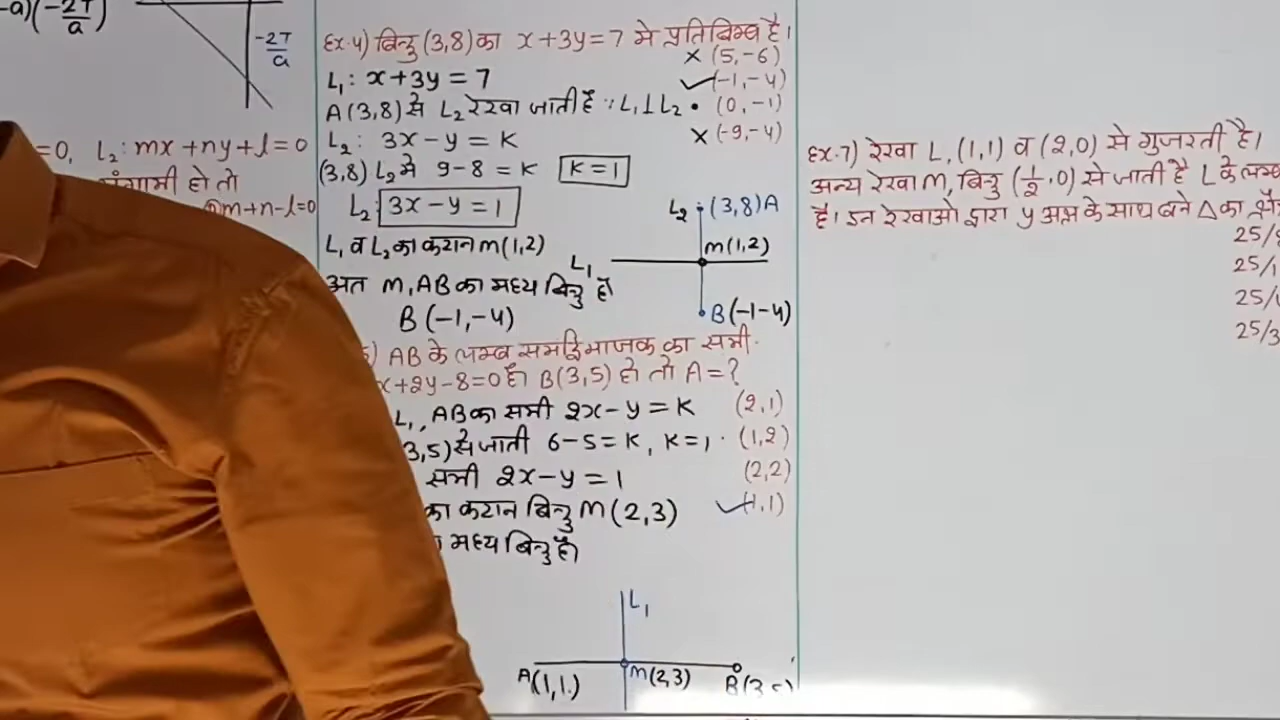 -a)(-2T/a)
-2T/a
=0, L₂: mx+ny+l=0
संगामी हो तो
m+n-l=0
Ex.4) बिन्दु (3,8) का x+3y=7 मे प्रतिबिम्ब है।
× (5,-6)
L₁: x+3y = 7
✓(-1,-4)
A(3,8) से L₂ रेखा जाती है ∵ L₁⊥L₂
• (0,-1)
L₂: 3x-y = K
× (-9,-4)
(3,8) L₂ मे 9-8 = K K=1
L₂: 3x-y=1
L₁ व L₂ का कटान m(1,2)
अत m, AB का मध्य बिन्दु है
B(-1,-4)
L₂ (3,8)A
m(1,2)
L₁
B(-1-4)
) AB के लम्ब समद्विभाजक का समी.
x+2y-8=0 है। B(3,5) हो तो A=?
L₁, AB का समी 2x-y=K (2,1)
3,5) से जाती 6-5=K, K=1 · (1,2)
समी 2x-y=1 (2,2)
का कटान बिन्दु M(2,3) ✓(1,1)
मध्य बिन्दु है।
L₁
A(1,1) M(2,3) B(3
Ex.7) रेखा L, (1,1) व (2,0) से गुजरती है।
अन्य रेखा M, बिन्दु (1/2,0) से जाती है L के लम्ब
है। इन रेखाओ द्वारा y अक्ष के साथ बने Δ का
25/
25/1
25/
25/3